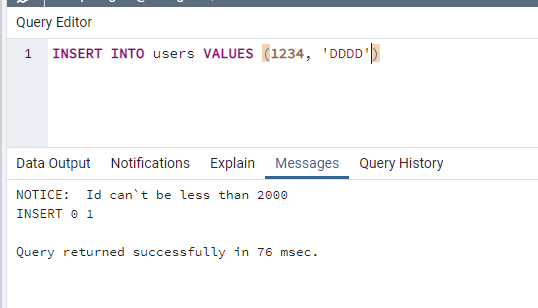 Query Editor
1 INSERT INTO users VALUES (1234, 'DDDD')
Data Output Notifications Explain Messages Query History
NOTICE:  Id can`t be less than 2000
INSERT 0 1
Query returned successfully in 76 msec.